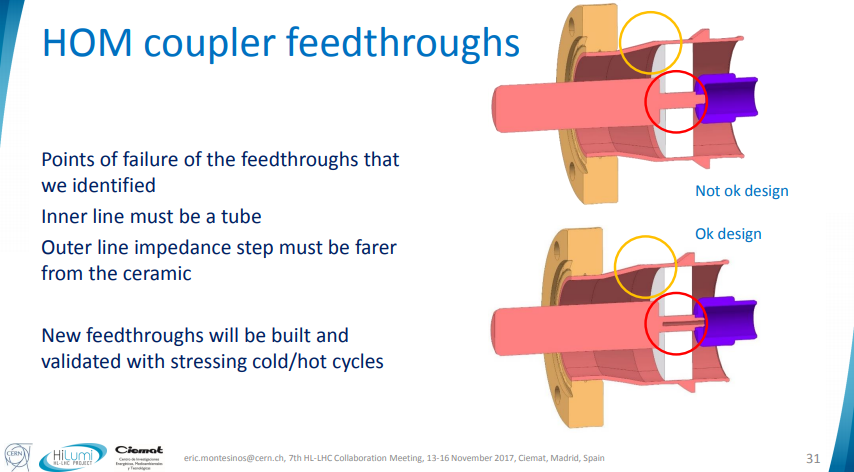 HOM coupler feedthroughs
Points of failure of the feedthroughs that
we identified
Inner line must be a tube
Outer line impedance step must be farer
from the ceramic
New feedthroughs will be built and
validated with stressing cold/hot cycles
Not ok design
Ok design
CERN
HiLumi
HL-LHC PROJECT
Ciemat
Centro de Investigaciones
Energéticas, Medioambientales
y Tecnológicas
eric.montesinos@cern.ch, 7th HL-LHC Collaboration Meeting, 13-16 November 2017, Ciemat, Madrid, Spain
31